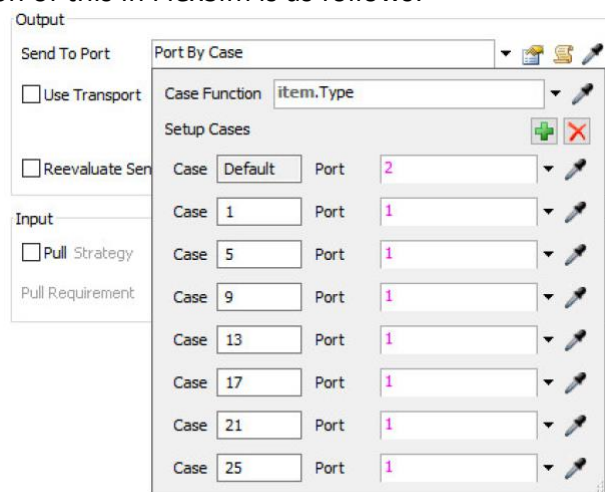 Output
Send To Port Port By Case
Use Transport Case Function item.Type
Setup Cases
Reevaluate Sen Case Default Port 2
Case 1 Port 1
Input
Pull Strategy Case 5 Port 1
Pull Requirement Case 9 Port 1
Case 13 Port 1
Case 17 Port 1
Case 21 Port 1
Case 25 Port 1